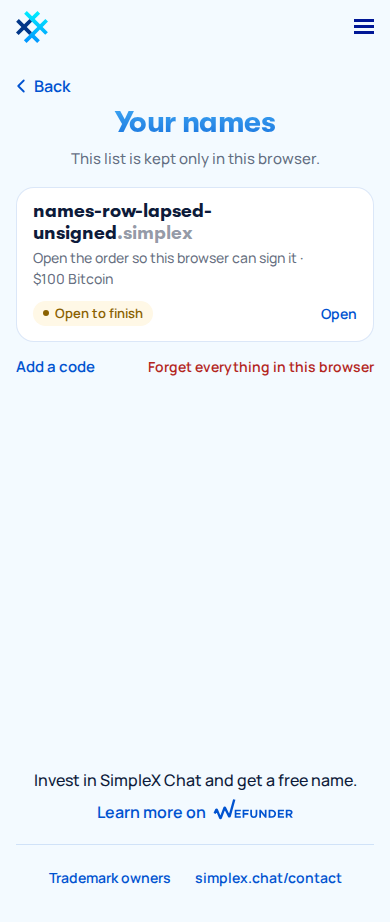 Back
Your names
This list is kept only in this browser.
names-row-lapsed-
unsigned.simplex
Open the order so this browser can sign it ·
$100 Bitcoin
Open to finish
Open
Add a code
Forget everything in this browser
Invest in SimpleX Chat and get a free name.
Learn more on WEFUNDER
Trademark owners
simplex.chat/contact